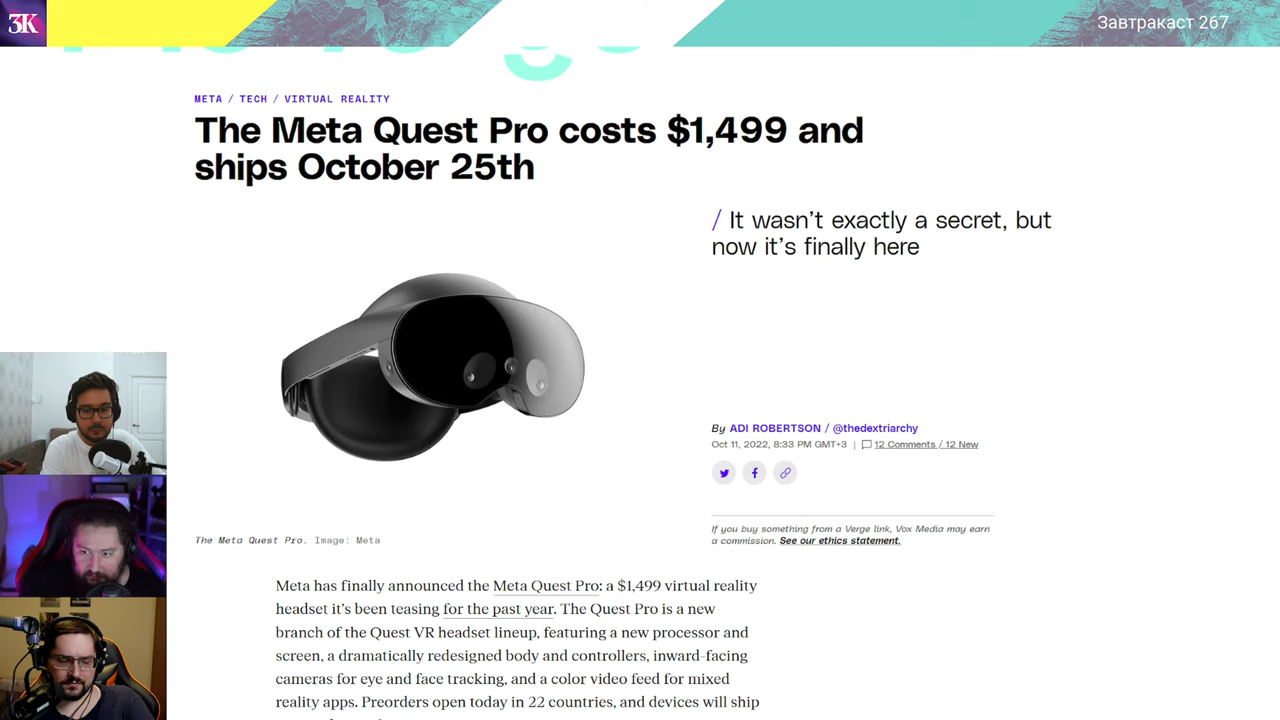 ЗК
Завтракаст 267
META / TECH / VIRTUAL REALITY
The Meta Quest Pro costs $1,499 and
ships October 25th
/ It wasn’t exactly a secret, but
now it’s finally here
By ADI ROBERTSON / @thedextriarchy
Oct 11, 2022, 8:33 PM GMT+3 | 12 Comments / 12 New
If you buy something from a Verge link, Vox Media may earn
a commission. See our ethics statement.
The Meta Quest Pro. Image: Meta
Meta has finally announced the Meta Quest Pro: a $1,499 virtual reality
headset it’s been teasing for the past year. The Quest Pro is a new
branch of the Quest VR headset lineup, featuring a new processor and
screen, a dramatically redesigned body and controllers, inward-facing
cameras for eye and face tracking, and a color video feed for mixed
reality apps. Preorders open today in 22 countries, and devices will ship